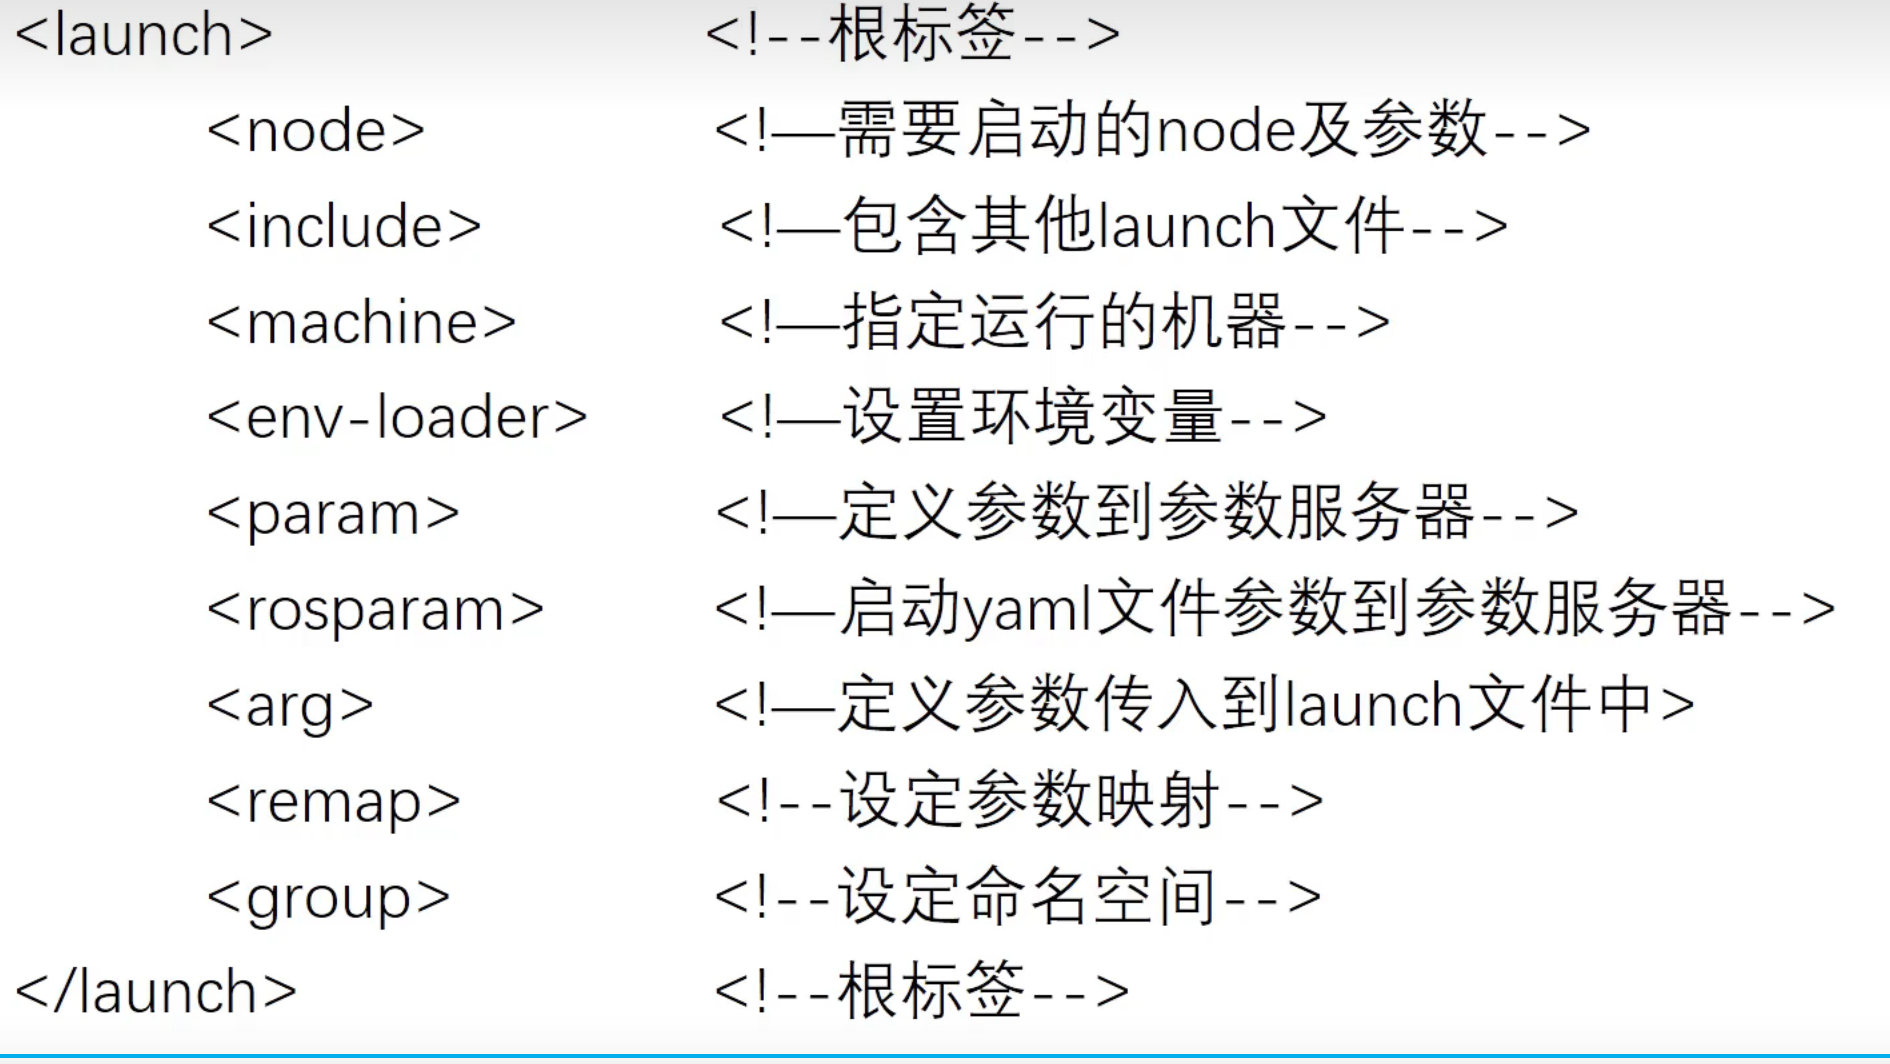 <launch> <!--根标签-->
<node> <!—需要启动的node及参数-->
<include> <!—包含其他launch文件-->
<machine> <!—指定运行的机器-->
<env-loader> <!—设置环境变量-->
<param> <!—定义参数到参数服务器-->
<rosparam> <!—启动yaml文件参数到参数服务器-->
<arg> <!—定义参数传入到launch文件中>
<remap> <!--设定参数映射-->
<group> <!--设定命名空间-->
</launch> <!--根标签-->